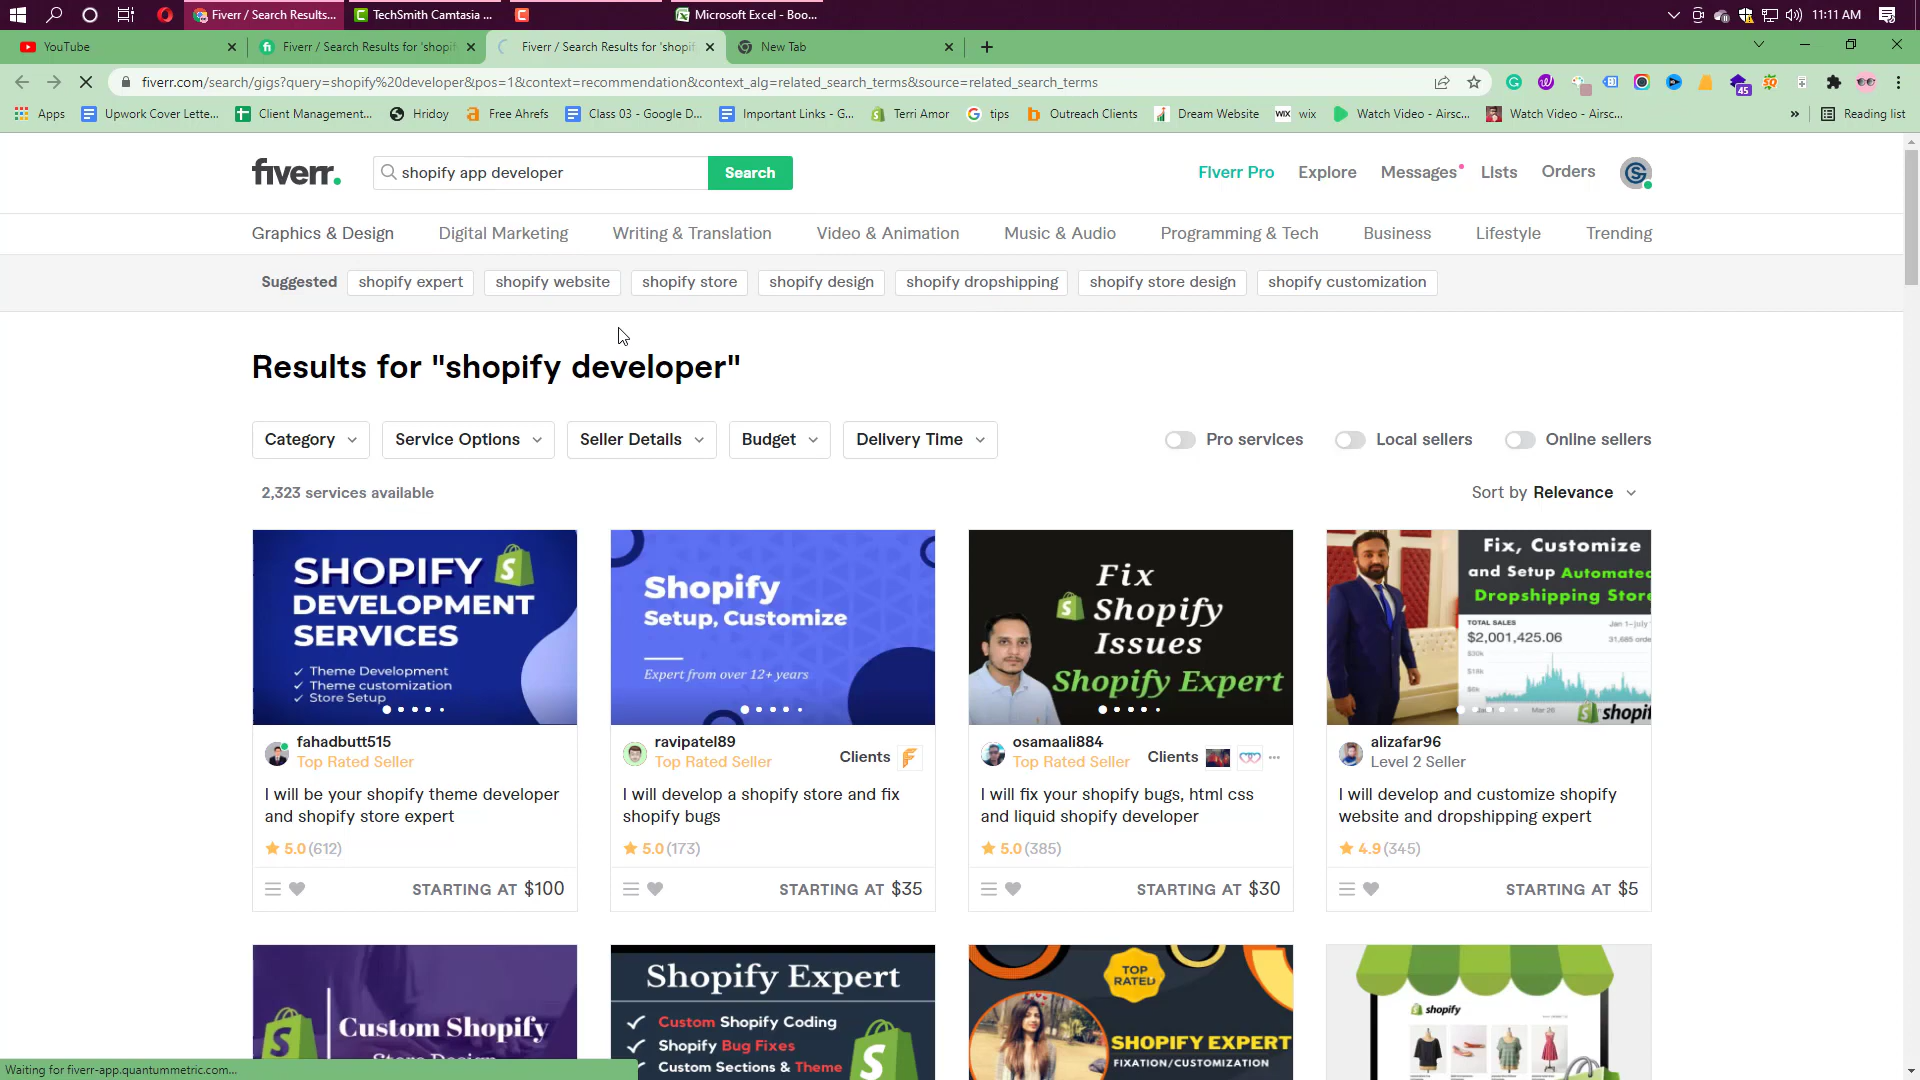 Fiverr / Search Results...
TechSmith Camtasia ...
Microsoft Excel - Boo...
11:11 AM
YouTube
Fiverr / Search Results for 'shopif
Fiverr / Search Results for 'shopif
New Tab
fiverr.com/search/gigs?query=shopify%20developer&pos=1&context=recommendation&context_alg=related_search_terms&source=related_search_terms
45
Apps
Upwork Cover Lette...
Client Management...
Hridoy
Free Ahrefs
Class 03 - Google D...
Important Links - G...
Terri Amor
tips
Outreach Clients
Dream Website
WIX
wix
Watch Video - Airsc...
Watch Video - Airsc...
Reading list
fiverr.
shopify app developer
Search
Fiverr Pro
Explore
Messages
Lists
Orders
Graphics & Design
Digital Marketing
Writing & Translation
Video & Animation
Music & Audio
Programming & Tech
Business
Lifestyle
Trending
Suggested
shopify expert
shopify website
shopify store
shopify design
shopify dropshipping
shopify store design
shopify customization
Results for "shopify developer"
Category
Service Options
Seller Details
Budget
Delivery Time
Pro services
Local sellers
Online sellers
2,323 services available
Sort by Relevance
SHOPIFY
DEVELOPMENT
SERVICES
✓ Theme Development
✓ Theme customization
✓ Store Setup
fahadbutt515
Top Rated Seller
I will be your shopify theme developer
and shopify store expert
5.0 (612)
STARTING AT $100
Shopify
Setup, Customize
Expert from over 12+ years
ravipatel89
Top Rated Seller
Clients
I will develop a shopify store and fix
shopify bugs
5.0 (173)
STARTING AT $35
Fix
Shopify
Issues
Shopify Expert
osamaali884
Top Rated Seller
Clients
I will fix your shopify bugs, html css
and liquid shopify developer
5.0 (385)
STARTING AT $30
Fix, Customize
and Setup Automated
Dropshipping Store
TOTAL SALES
Jan 1–july
$2,001,425.06
Mar 26
shopif
alizafar96
Level 2 Seller
I will develop and customize shopify
website and dropshipping expert
4.9 (345)
STARTING AT $5
Custom Shopify
Store Design
Shopify Expert
✓ Custom Shopify Coding
✓ Shopify Bug Fixes
✓ Custom Sections & Theme
TOP
RATED
SHOPIFY EXPERT
FIXATION/CUSTOMIZATION
shopify
Waiting for fiverr-app.quantummetric.com...